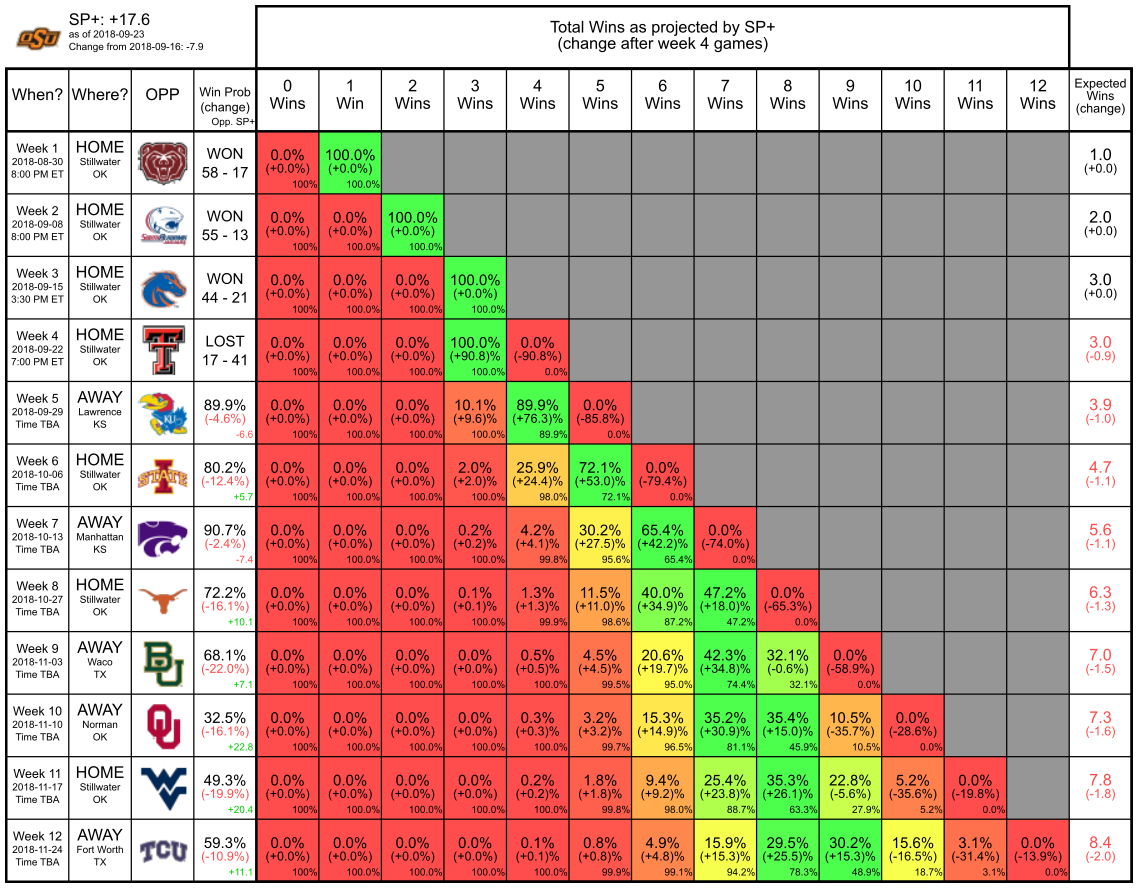 SP+: +17.6
as of 2018-09-23
Change from 2018-09-16: -7.9
OSU
Total Wins as projected by SP+
(change after week 4 games)
When? Where? OPP Win Prob (change) Opp. SP+ 0 Wins 1 Win 2 Wins 3 Wins 4 Wins 5 Wins 6 Wins 7 Wins 8 Wins 9 Wins 10 Wins 11 Wins 12 Wins Expected Wins (change)
Week 1 HOME WON 0.0% 100.0% 1.0
2018-08-30 Stillwater 58 - 17 (+0.0%) (+0.0%) (+0.0)
8:00 PM ET OK 100% 100.0%
Week 2 HOME WON 0.0% 0.0% 100.0% 2.0
2018-09-08 Stillwater 55 - 13 (+0.0%) (+0.0%) (+0.0%) (+0.0)
8:00 PM ET OK SOUTH ALABAMA JAGUARS 100% 100.0% 100.0%
Week 3 HOME WON 0.0% 0.0% 0.0% 100.0% 3.0
2018-09-15 Stillwater 44 - 21 (+0.0%) (+0.0%) (+0.0%) (+0.0%) (+0.0)
3:30 PM ET OK 100% 100.0% 100.0% 100.0%
Week 4 HOME LOST 0.0% 0.0% 0.0% 100.0% 0.0% 3.0
2018-09-22 Stillwater T 17 - 41 (+0.0%) (+0.0%) (+0.0%) (+90.8)% (-90.8%) (-0.9)
7:00 PM ET OK 100% 100.0% 100.0% 100.0% 0.0%
Week 5 AWAY 89.9% 0.0% 0.0% 0.0% 10.1% 89.9% 0.0% 3.9
2018-09-29 Lawrence KU (-4.6%) (+0.0%) (+0.0%) (+0.0%) (+9.6)% (+76.3)% (-85.8%) (-1.0)
Time TBA KS -6.6 100% 100.0% 100.0% 100.0% 89.9% 0.0%
Week 6 HOME 80.2% 0.0% 0.0% 0.0% 2.0% 25.9% 72.1% 0.0% 4.7
2018-10-06 Stillwater I STATE (-12.4%) (+0.0%) (+0.0%) (+0.0%) (+2.0)% (+24.4)% (+53.0)% (-79.4%) (-1.1)
Time TBA OK +5.7 100% 100.0% 100.0% 100.0% 98.0% 72.1% 0.0%
Week 7 AWAY 90.7% 0.0% 0.0% 0.0% 0.2% 4.2% 30.2% 65.4% 0.0% 5.6
2018-10-13 Manhattan (-2.4%) (+0.0%) (+0.0%) (+0.0%) (+0.2)% (+4.1)% (+27.5)% (+42.2)% (-74.0%) (-1.1)
Time TBA KS -7.4 100% 100.0% 100.0% 100.0% 99.8% 95.6% 65.4% 0.0%
Week 8 HOME 72.2% 0.0% 0.0% 0.0% 0.1% 1.3% 11.5% 40.0% 47.2% 0.0% 6.3
2018-10-27 Stillwater (-16.1%) (+0.0%) (+0.0%) (+0.0%) (+0.1)% (+1.3)% (+11.0)% (+34.9)% (+18.0)% (-65.3%) (-1.3)
Time TBA OK +10.1 100% 100.0% 100.0% 100.0% 99.9% 98.6% 87.2% 47.2% 0.0%
Week 9 AWAY 68.1% 0.0% 0.0% 0.0% 0.0% 0.5% 4.5% 20.6% 42.3% 32.1% 0.0% 7.0
2018-11-03 Waco BU (-22.0%) (+0.0%) (+0.0%) (+0.0%) (+0.0%) (+0.5)% (+4.5)% (+19.7)% (+34.8)% (-0.6%) (-58.9%) (-1.5)
Time TBA TX +7.1 100% 100.0% 100.0% 100.0% 100.0% 99.5% 95.0% 74.4% 32.1% 0.0%
Week 10 AWAY 32.5% 0.0% 0.0% 0.0% 0.0% 0.3% 3.2% 15.3% 35.2% 35.4% 10.5% 0.0% 7.3
2018-11-10 Norman OU (-16.1%) (+0.0%) (+0.0%) (+0.0%) (+0.0%) (+0.3)% (+3.2)% (+14.9)% (+30.9)% (+15.0)% (-35.7%) (-28.6%) (-1.6)
Time TBA OK +22.8 100% 100.0% 100.0% 100.0% 100.0% 99.7% 96.5% 81.1% 45.9% 10.5% 0.0%
Week 11 HOME 49.3% 0.0% 0.0% 0.0% 0.0% 0.2% 1.8% 9.4% 25.4% 35.3% 22.8% 5.2% 0.0% 7.8
2018-11-17 Stillwater WV (-19.9%) (+0.0%) (+0.0%) (+0.0%) (+0.0%) (+0.2)% (+1.8)% (+9.2)% (+23.8)% (+26.1)% (-5.6%) (-35.6%) (-19.8%) (-1.8)
Time TBA OK +20.4 100% 100.0% 100.0% 100.0% 100.0% 99.8% 98.0% 88.7% 63.3% 27.9% 5.2% 0.0%
Week 12 AWAY 59.3% 0.0% 0.0% 0.0% 0.0% 0.1% 0.8% 4.9% 15.9% 29.5% 30.2% 15.6% 3.1% 0.0% 8.4
2018-11-24 Fort Worth TCU (-10.9%) (+0.0%) (+0.0%) (+0.0%) (+0.0%) (+0.1)% (+0.8)% (+4.8)% (+15.3)% (+25.5)% (+15.3)% (-16.5%) (-31.4%) (-13.9%) (-2.0)
Time TBA TX +11.1 100% 100.0% 100.0% 100.0% 100.0% 99.9% 99.1% 94.2% 78.3% 48.9% 18.7% 3.1% 0.0%